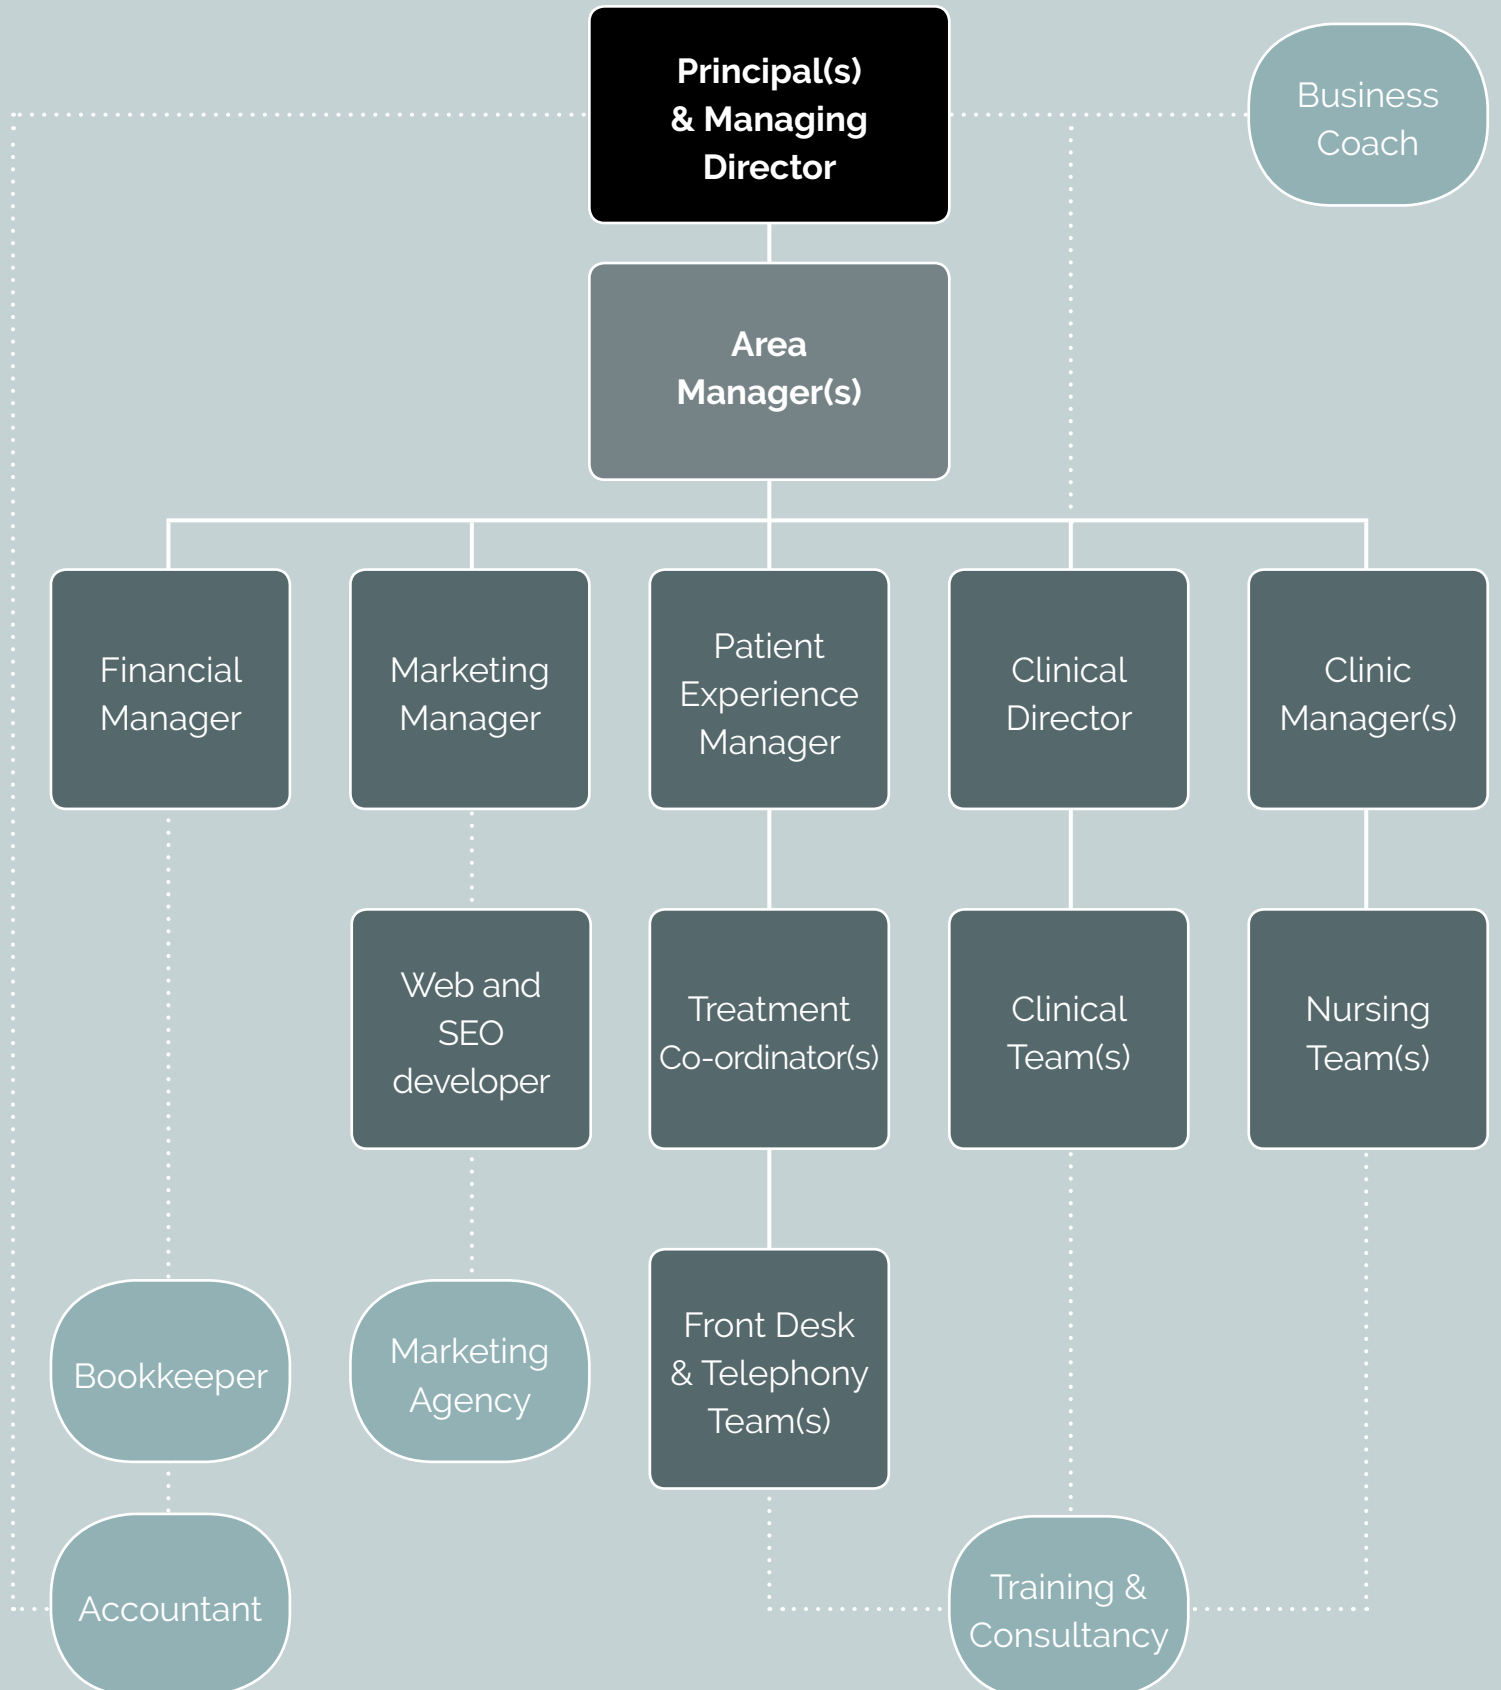 Principal(s)
& Managing
Director
Business
Coach
Area
Manager(s)
Financial
Manager
Marketing
Manager
Patient
Experience
Manager
Clinical
Director
Clinic
Manager(s)
Web and
SEO
developer
Treatment
Co-ordinator(s)
Clinical
Team(s)
Nursing
Team(s)
Bookkeeper
Marketing
Agency
Front Desk
& Telephony
Team(s)
Accountant
Training &
Consultancy